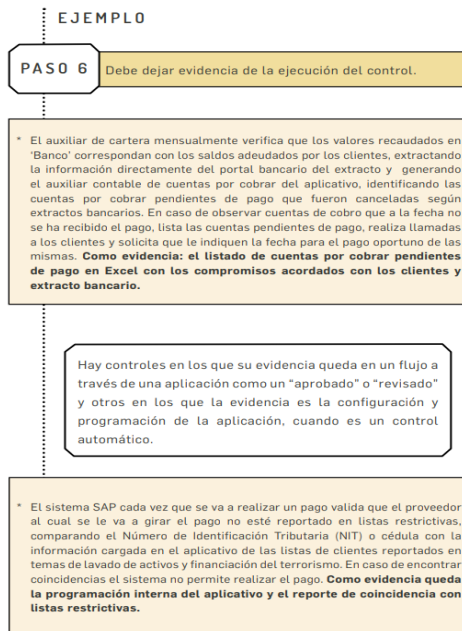 EJEMPLO
PASO 6
Debe dejar evidencia de la ejecución del control.
* El auxiliar de cartera mensualmente verifica que los valores recaudados en
'Banco' correspondan con los saldos adeudados por los clientes, extractando
la información directamente del portal bancario del extracto y generando
el auxiliar contable de cuentas por cobrar del aplicativo, identificando las
cuentas por cobrar pendientes de pago que fueron canceladas según
extractos bancarios. En caso de observar cuentas de cobro que a la fecha no
se ha recibido el pago, lista las cuentas pendientes de pago, realiza llamadas
a los clientes y solicita que le indiquen la fecha para el pago oportuno de las
mismas. Como evidencia: el listado de cuentas por cobrar pendientes
de pago en Excel con los compromisos acordados con los clientes y
extracto bancario.
Hay controles en los que su evidencia queda en un flujo a
través de una aplicación como un "aprobado" o "revisado"
y otros en los que la evidencia es la configuración y
programación de la aplicación, cuando es un control
automático.
* El sistema SAP cada vez que se va a realizar un pago valida que el proveedor
al cual se le va a girar el pago no esté reportado en listas restrictivas,
comparando el Número de Identificación Tributaria (NIT) o cédula con la
información cargada en el aplicativo de las listas de clientes reportados en
temas de lavado de activos y financiación del terrorismo. En caso de encontrar
coincidencias el sistema no permite realizar el pago. Como evidencia queda
la programación interna del aplicativo y el reporte de coincidencia con
listas restrictivas.